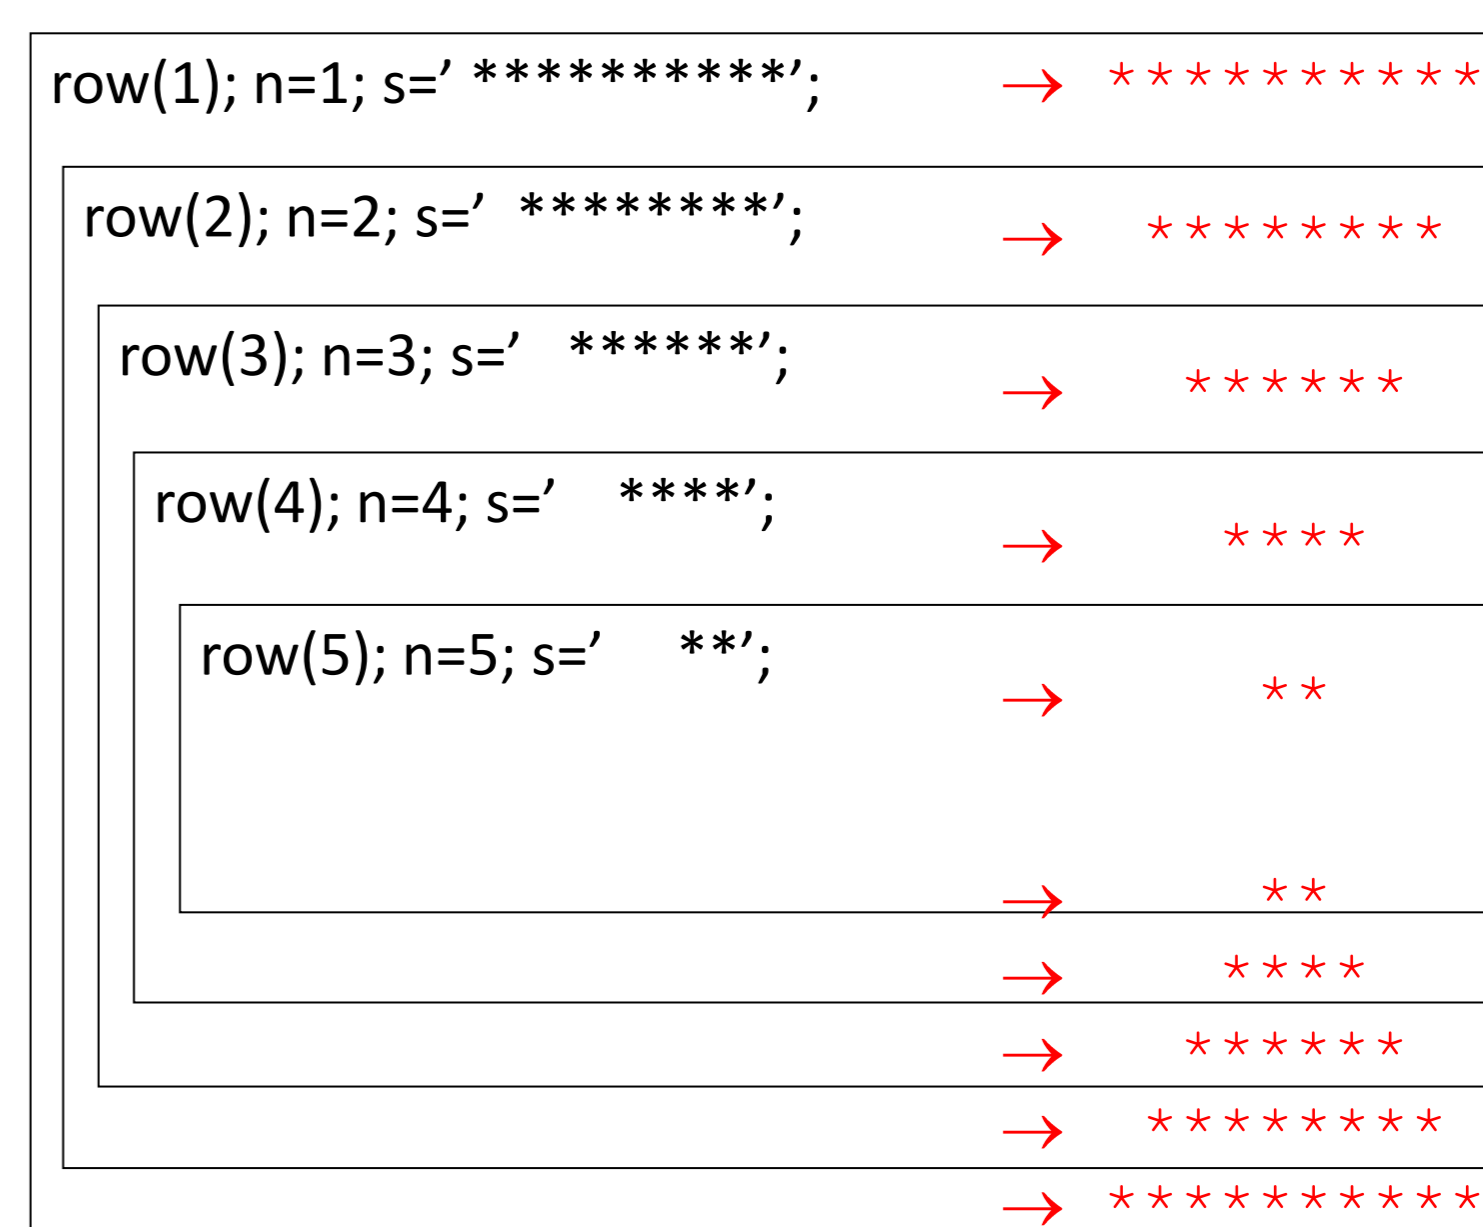 row(1); n=1; s=’ **********’; → **********
row(2); n=2; s=’  ********’; → ********
row(3); n=3; s=’   ******’; → ******
row(4); n=4; s=’    ****’; → ****
row(5); n=5; s=’     **’; → **
→ **
→ ****
→ ******
→ ********
→ **********